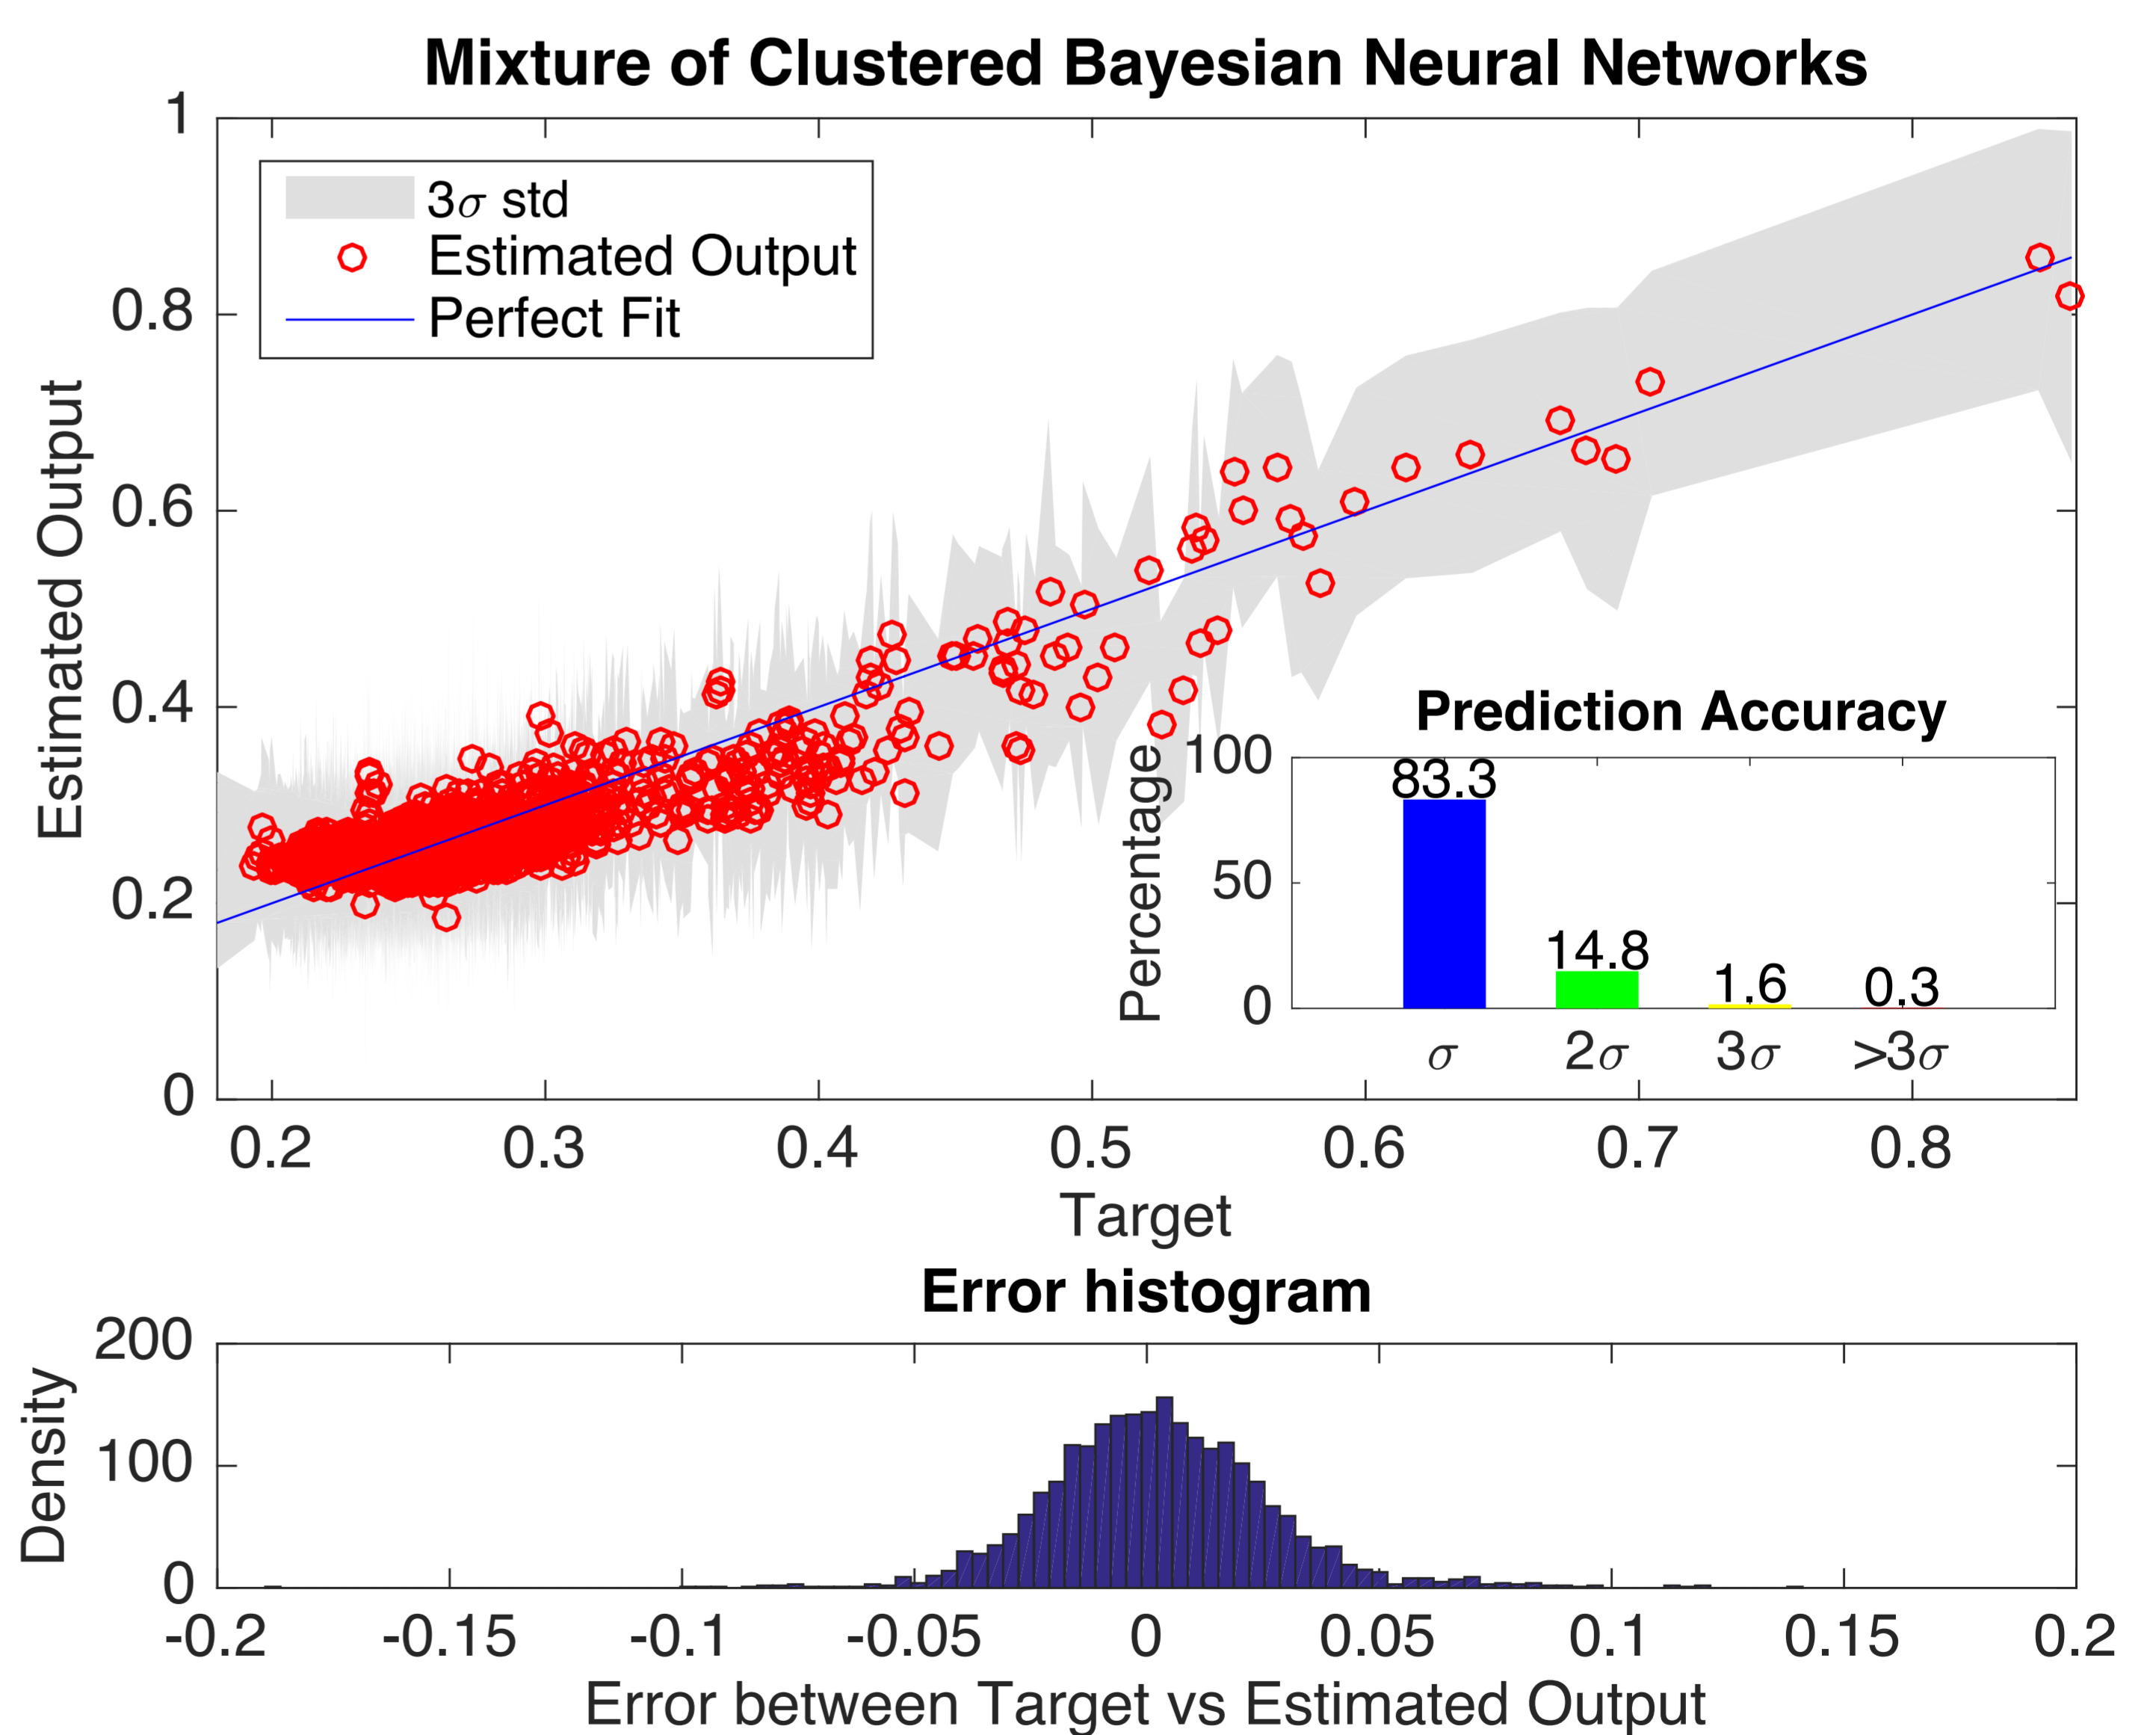 Mixture of Clustered Bayesian Neural Networks
1
0.8
0.6
0.4
0.2
0
Estimated Output
3σ std
Estimated Output
Perfect Fit
Prediction Accuracy
Percentage
100
50
0
83.3
14.8
1.6
0.3
σ
2σ
3σ
>3σ
0.2 0.3 0.4 0.5 0.6 0.7 0.8
Target
Error histogram
Density
200
100
0
-0.2 -0.15 -0.1 -0.05 0 0.05 0.1 0.15 0.2
Error between Target vs Estimated Output